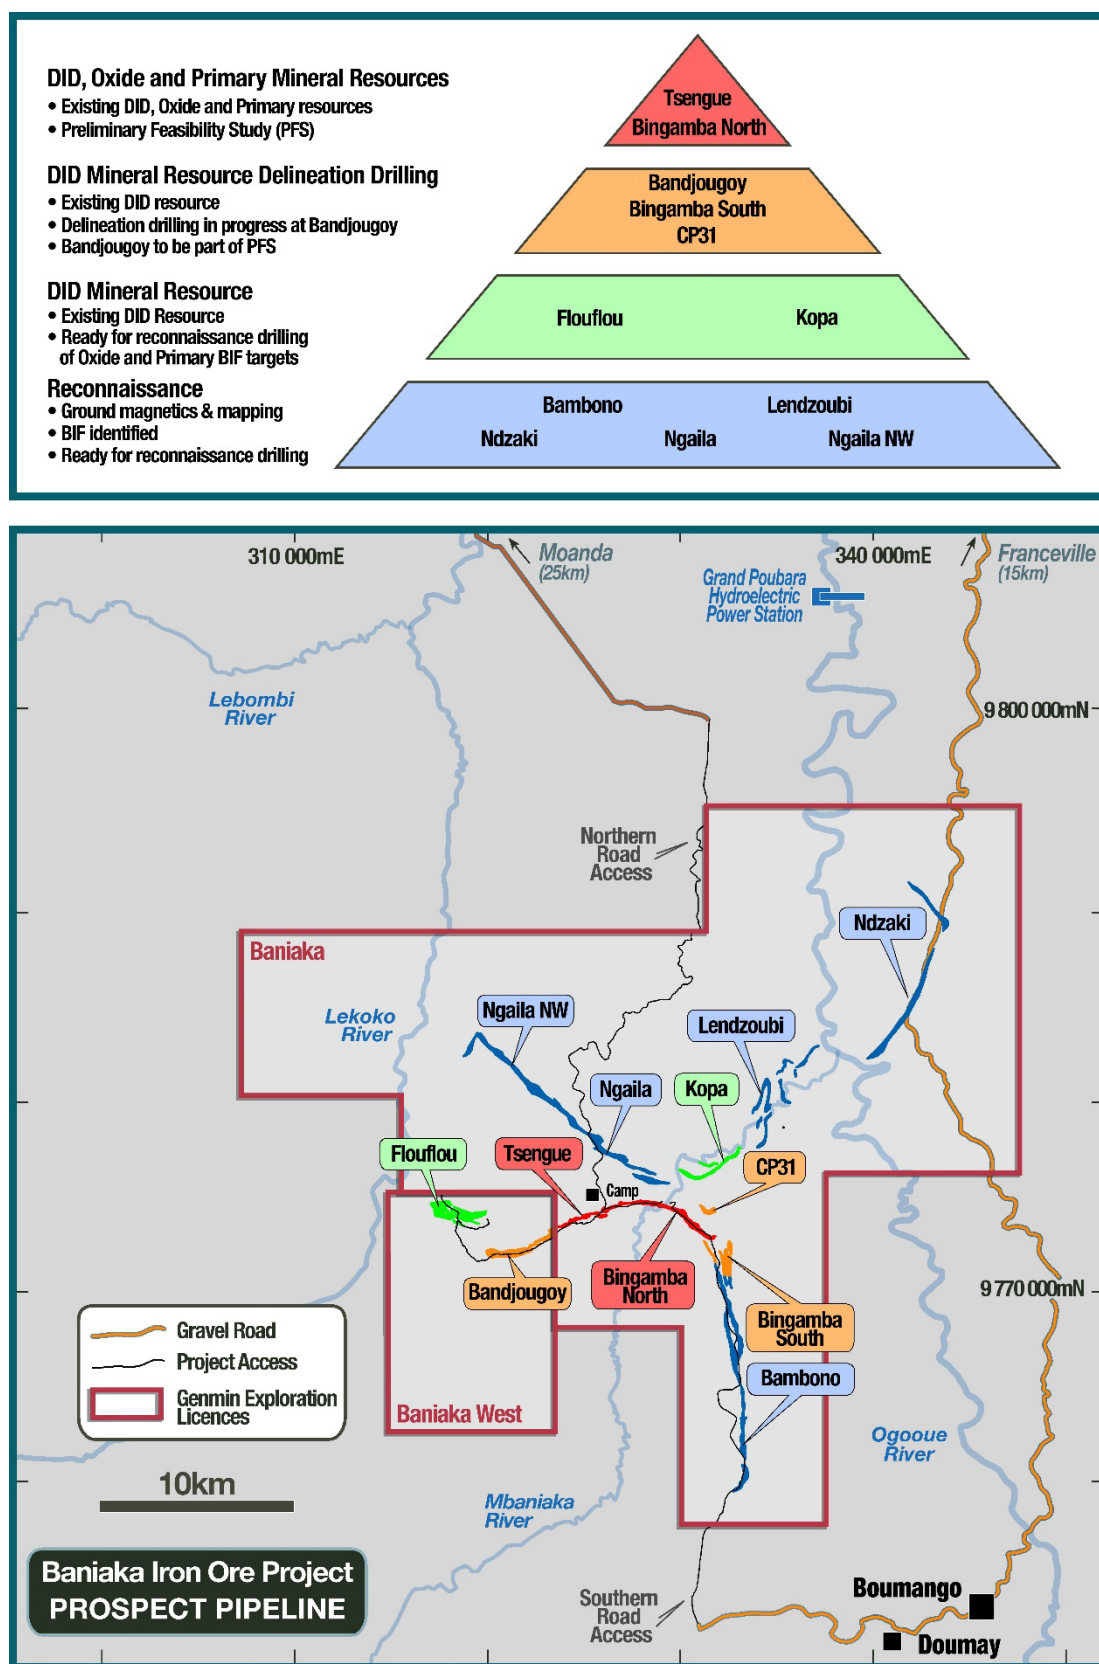 DID, Oxide and Primary Mineral Resources
• Existing DID, Oxide and Primary resources
• Preliminary Feasibility Study (PFS)
Tsengue
Bingamba North
DID Mineral Resource Delineation Drilling
• Existing DID resource
• Delineation drilling in progress at Bandjougoy
• Bandjougoy to be part of PFS
Bandjougoy
Bingamba South
CP31
DID Mineral Resource
• Existing DID Resource
• Ready for reconnaissance drilling
of Oxide and Primary BIF targets
Flouflou Kopa
Reconnaissance
• Ground magnetics & mapping
• BIF identified
• Ready for reconnaissance drilling
Bambono Lendzoubi
Ndzaki Ngaila Ngaila NW
310 000mE
Moanda
(25km)
340 000mE
Franceville
(15km)
Grand Poubara
Hydroelectric
Power Station
Lebombi
River
9 800 000mN
Northern
Road
Access
Ndzaki
Baniaka
Lekoko
River
Ngaila NW
Lendzoubi
Ngaila
Kopa
Flouflou
Tsengue
CP31
Camp
Bandjougoy
Bingamba
North
9 770 000mN
Bingamba
South
Bambono
Gravel Road
Project Access
Genmin Exploration
Licences
Baniaka West
Ogooue
River
10km
Mbaniaka
River
Baniaka Iron Ore Project
PROSPECT PIPELINE
Southern
Road
Access
Boumango
Doumay